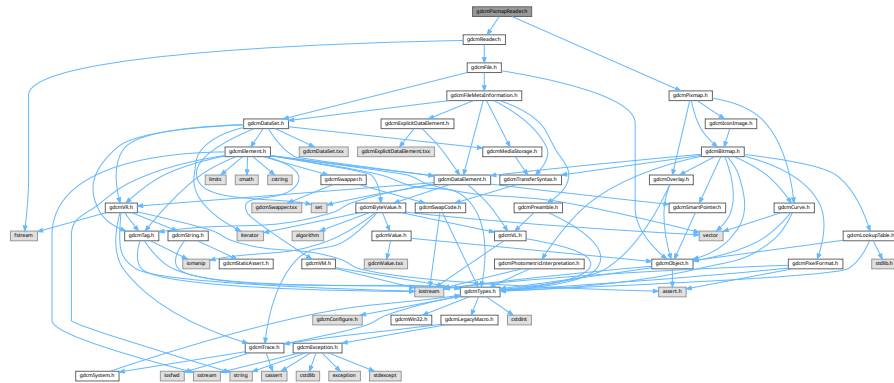 gdcmPixmapReader.h
gdcmReader.h
gdcmFile.h
gdcmFileMetaInformation.h
gdcmPixmap.h
gdcmDataSet.h
gdcmExplicitDataElement.h
gdcmIconImage.h
gdcmElement.h
gdcmDataSet.txx
gdcmExplicitDataElement.txx
gdcmMediaStorage.h
gdcmBitmap.h
limits
cmath
cstring
gdcmSwapper.h
gdcmDataElement.h
gdcmTransferSyntax.h
gdcmOverlay.h
gdcmVR.h
gdcmSwapper.txx
set
gdcmByteValue.h
gdcmSwapCode.h
gdcmPreamble.h
gdcmSmartPointer.h
gdcmCurve.h
fstream
gdcmTag.h
gdcmString.h
iterator
algorithm
gdcmValue.h
gdcmVL.h
vector
gdcmLookupTable.h
iomanip
gdcmStaticAssert.h
gdcmVM.h
gdcmValue.txx
gdcmPhotometricInterpretation.h
gdcmObject.h
gdcmPixelFormat.h
stdlib.h
iostream
gdcmTypes.h
assert.h
gdcmConfigure.h
gdcmWin32.h
gdcmLegacyMacro.h
cstdint
gdcmTrace.h
gdcmException.h
gdcmSystem.h
iosfwd
sstream
string
cassert
cstdlib
exception
stdexcept